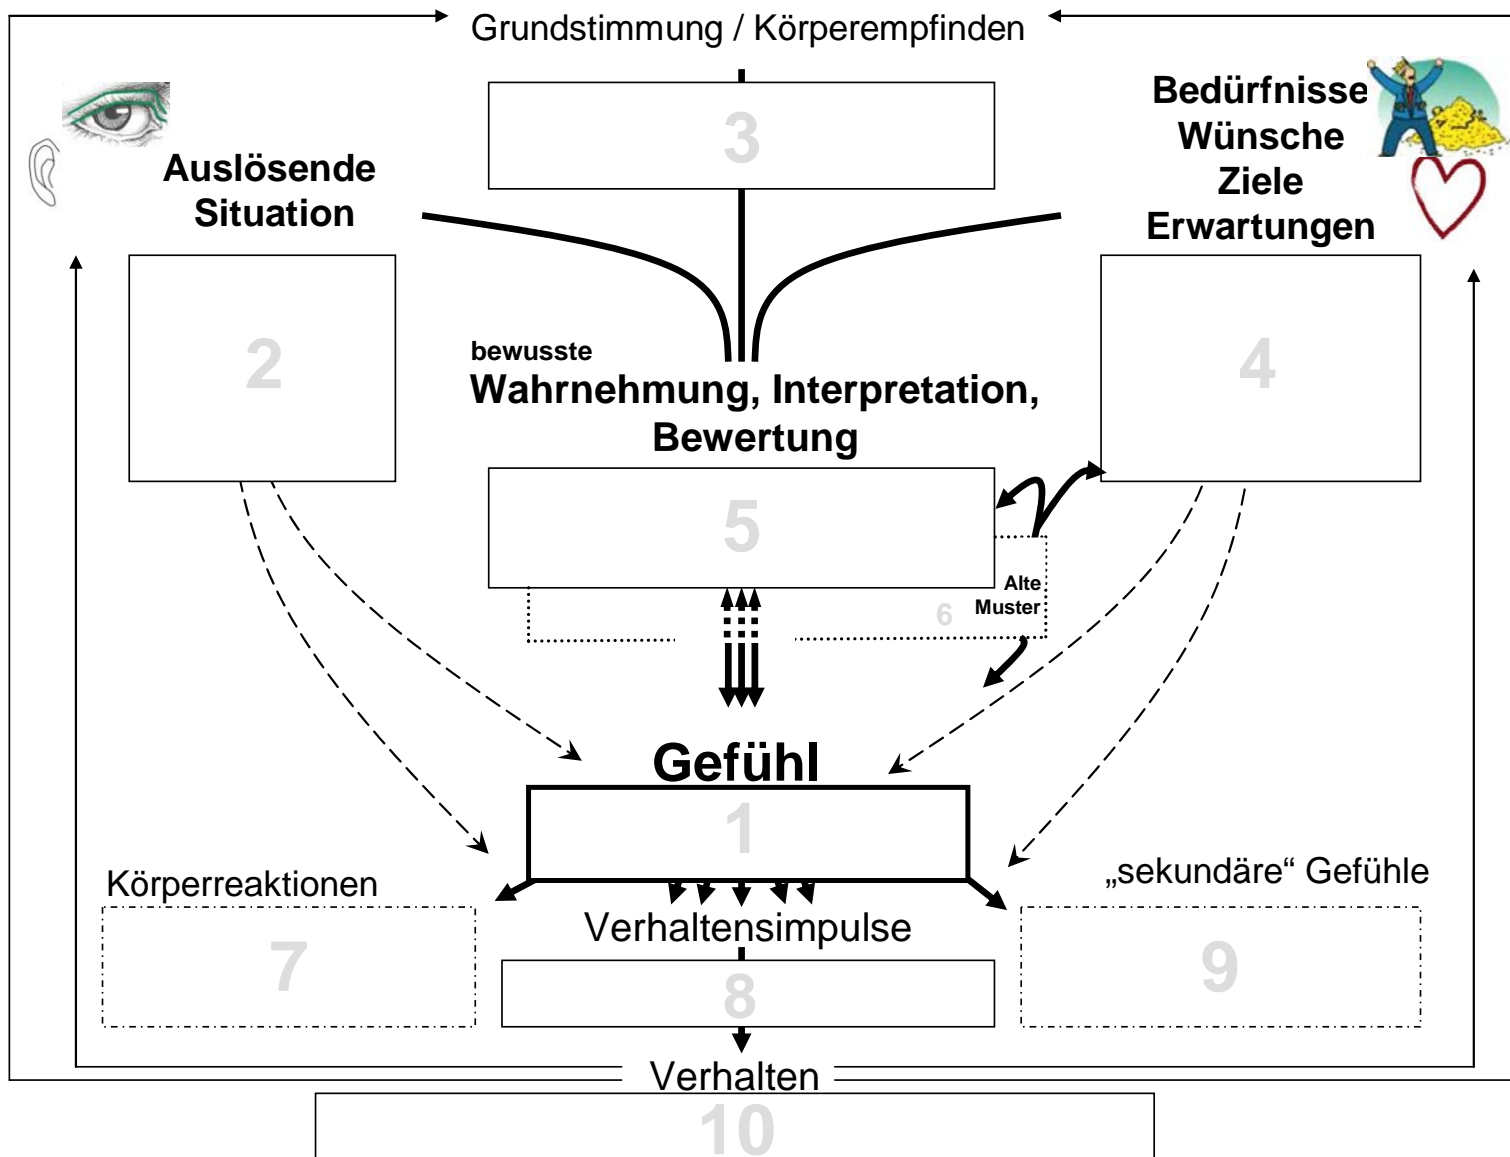 Grundstimmung / Körperempfinden
3
Auslösende
Situation
2
Bedürfnisse
Wünsche
Ziele
Erwartungen
4
bewusste
Wahrnehmung, Interpretation,
Bewertung
5
Alte
Muster
6
Gefühl
1
Körperreaktionen
7
Verhaltensimpulse
8
„sekundäre“ Gefühle
9
Verhalten
10